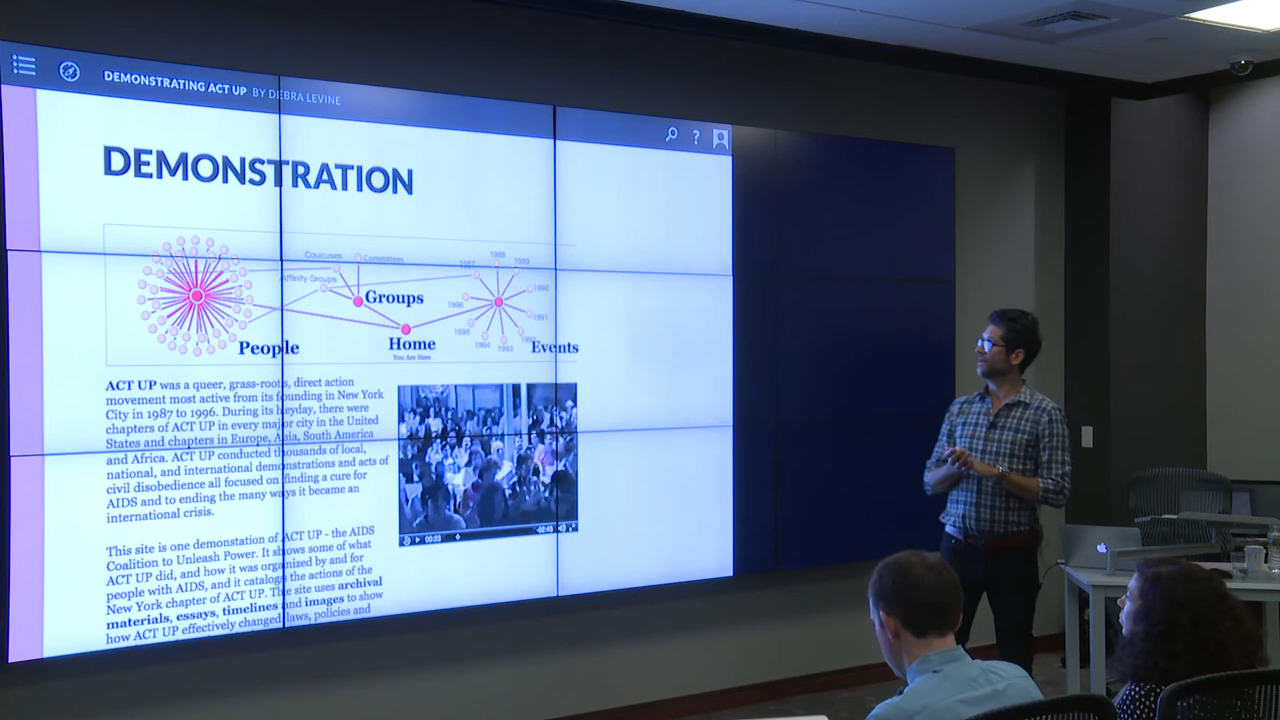 DEMONSTRATING ACT UP BY DEBRA LEVINE
?
DEMONSTRATION
Coucuses
Committees
Affinity Groups
Groups
People
Home
You Are Here
Events
1987
1988
1989
1990
1991
1992
1993
1994
1995
1996
ACT UP was a queer, grass-roots, direct action
movement most active from its founding in New York
City in 1987 to 1996. During its heyday, there were
chapters of ACT UP in every major city in the United
States and chapters in Europe, Asia, South America
and Africa. ACT UP conducted thousands of local,
national, and international demonstrations and acts of
civil disobedience all focused on finding a cure for
AIDS and to ending the many ways it became an
international crisis.
00:03
-00:45
This site is one demonstation of ACT UP - the AIDS
Coalition to Unleash Power. It shows some of what
ACT UP did, and how it was organized by and for
people with AIDS, and it catalogs the actions of the
New York chapter of ACT UP. The site uses archival
materials, essays, timelines and images to show
how ACT UP effectively changed laws, policies and